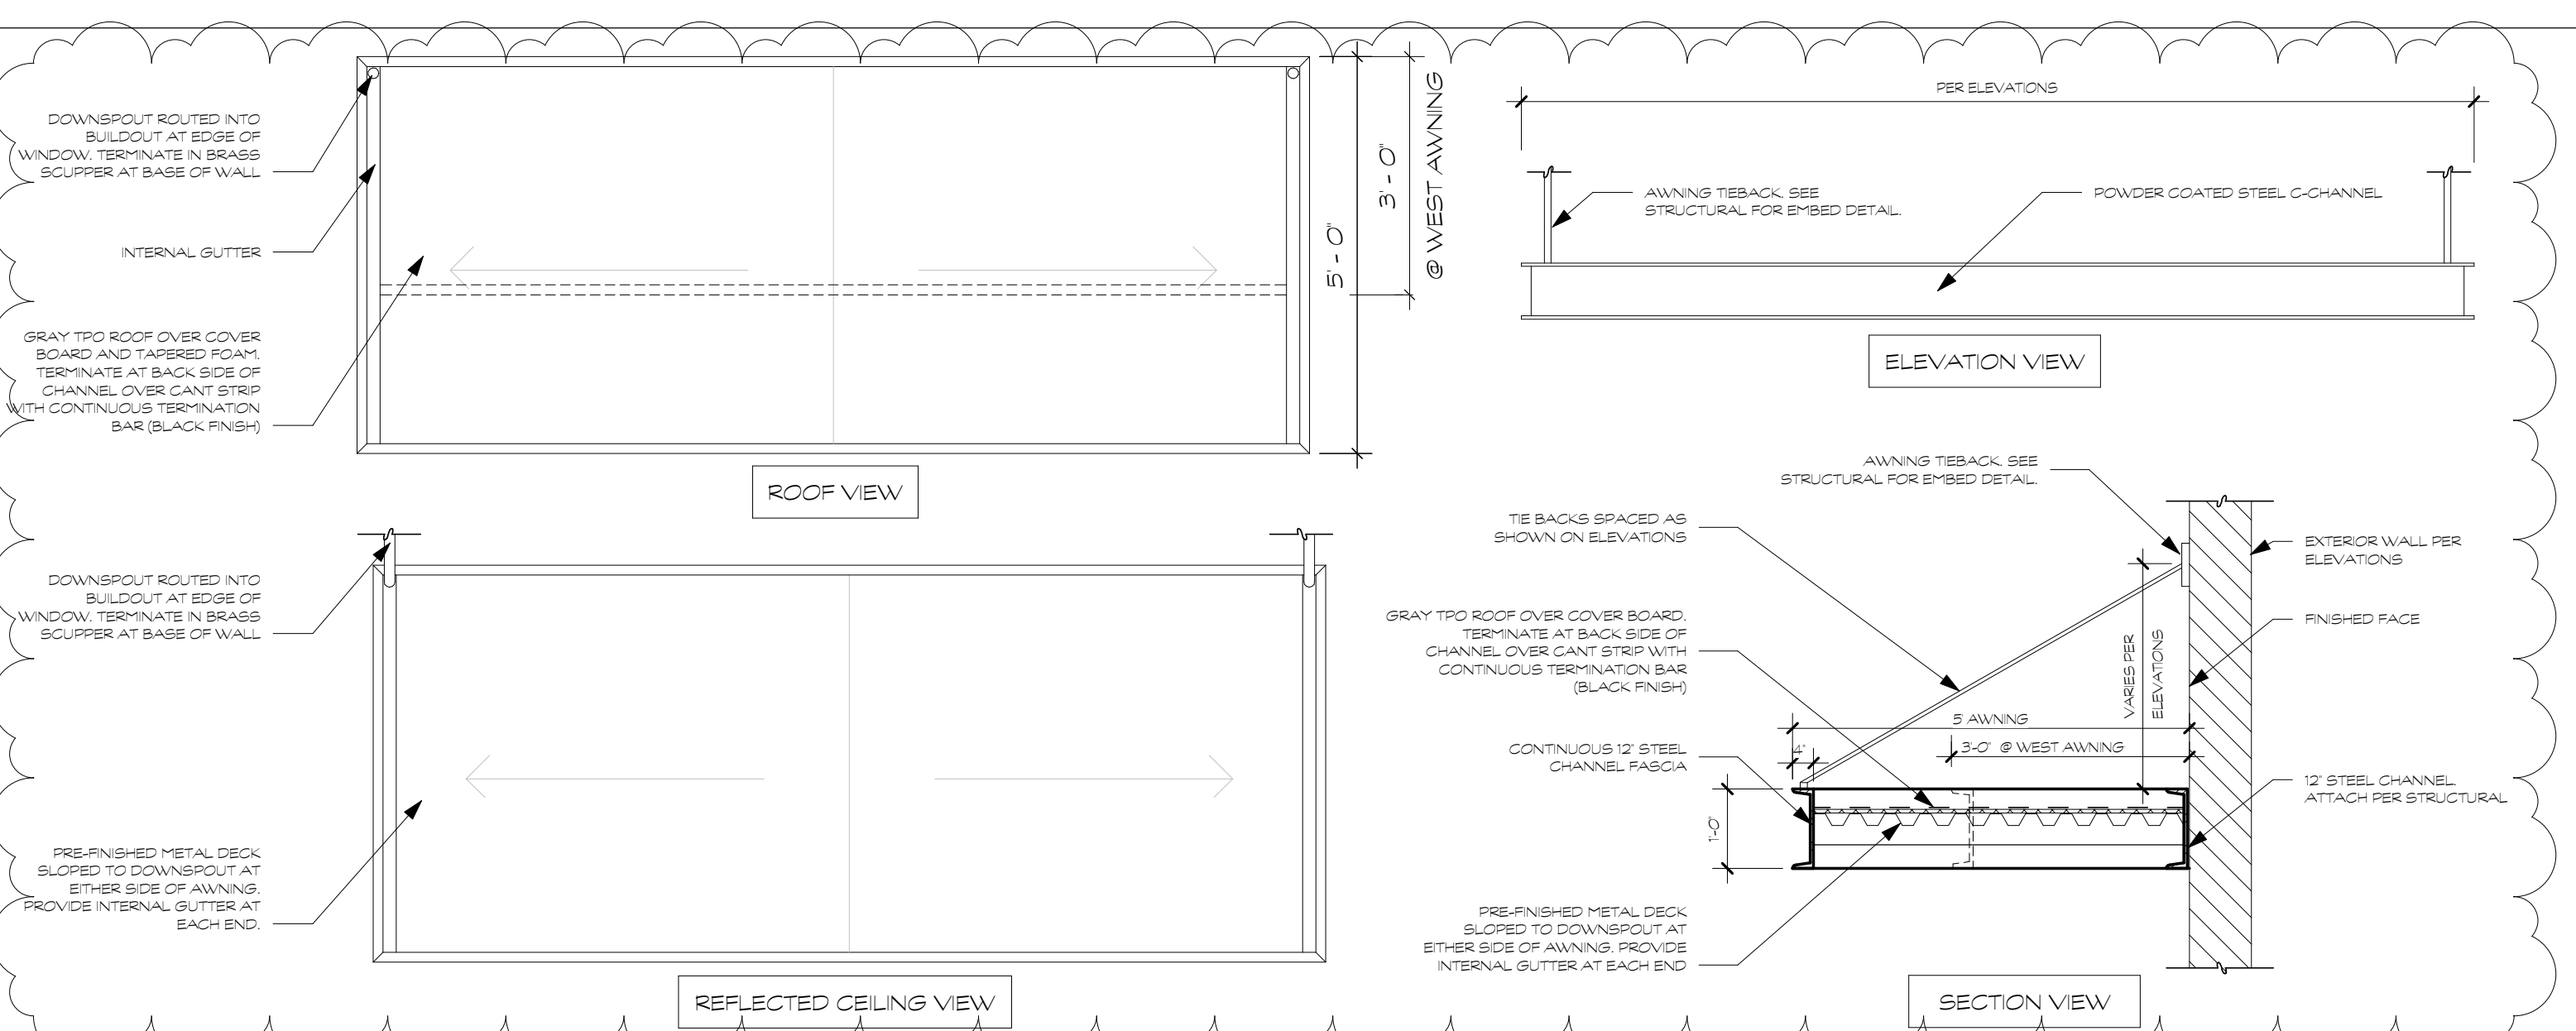 DOWNSPOUT ROUTED INTO
BUILDOUT AT EDGE OF
WINDOW. TERMINATE IN BRASS
SCUPPER AT BASE OF WALL
INTERNAL GUTTER
GRAY TPO ROOF OVER COVER
BOARD AND TAPERED FOAM.
TERMINATE AT BACK SIDE OF
CHANNEL OVER CANT STRIP
WITH CONTINUOUS TERMINATION
BAR (BLACK FINISH)
5'-0"
3'-0"
@ WEST AWNING
ROOF VIEW
PER ELEVATIONS
AWNING TIEBACK. SEE
STRUCTURAL FOR EMBED DETAIL.
POWDER COATED STEEL C-CHANNEL
ELEVATION VIEW
DOWNSPOUT ROUTED INTO
BUILDOUT AT EDGE OF
WINDOW. TERMINATE IN BRASS
SCUPPER AT BASE OF WALL
PRE-FINISHED METAL DECK
SLOPED TO DOWNSPOUT AT
EITHER SIDE OF AWNING.
PROVIDE INTERNAL GUTTER AT
EACH END.
REFLECTED CEILING VIEW
AWNING TIEBACK. SEE
STRUCTURAL FOR EMBED DETAIL.
TIE BACKS SPACED AS
SHOWN ON ELEVATIONS
GRAY TPO ROOF OVER COVER BOARD.
TERMINATE AT BACK SIDE OF
CHANNEL OVER CANT STRIP WITH
CONTINUOUS TERMINATION BAR
(BLACK FINISH)
CONTINUOUS 12" STEEL
CHANNEL FASCIA
PRE-FINISHED METAL DECK
SLOPED TO DOWNSPOUT AT
EITHER SIDE OF AWNING. PROVIDE
INTERNAL GUTTER AT EACH END
1'-0"
4"
5' AWNING
3'-0" @ WEST AWNING
VARIES PER
ELEVATIONS
EXTERIOR WALL PER
ELEVATIONS
FINISHED FACE
12" STEEL CHANNEL.
ATTACH PER STRUCTURAL
SECTION VIEW